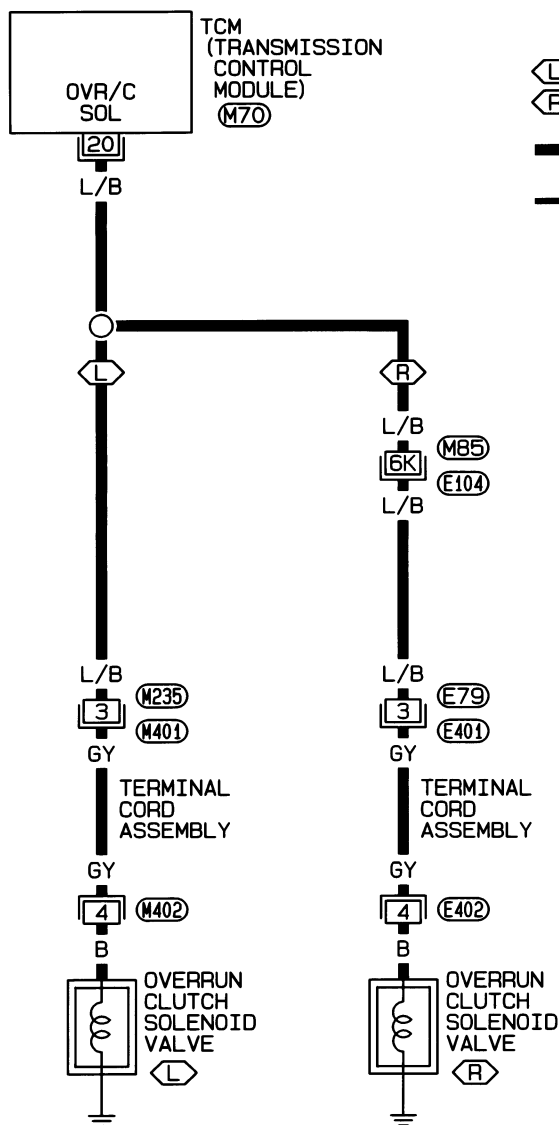 TCM
(TRANSMISSION
CONTROL
MODULE)
M70
OVR/C
SOL
20
L/B
L
R
L/B
6K
M85
E104
L/B
L/B
3
M235
M401
GY
TERMINAL
CORD
ASSEMBLY
GY
4
M402
B
OVERRUN
CLUTCH
SOLENOID
VALVE
L
L/B
3
E79
E401
GY
TERMINAL
CORD
ASSEMBLY
GY
4
E402
B
OVERRUN
CLUTCH
SOLENOID
VALVE
R
L